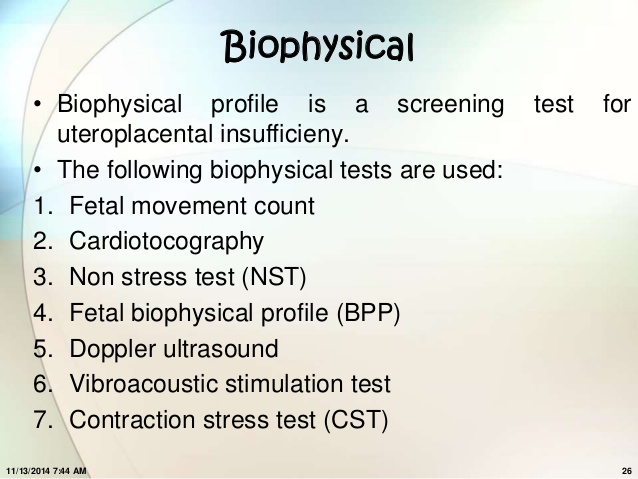 Biophysical
• Biophysical profile is a screening test for
uteroplacental insufficieny.
• The following biophysical tests are used:
1. Fetal movement count
2. Cardiotocography
3. Non stress test (NST)
4. Fetal biophysical profile (BPP)
5. Doppler ultrasound
6. Vibroacoustic stimulation test
7. Contraction stress test (CST)
11/13/2014 7:44 AM 26